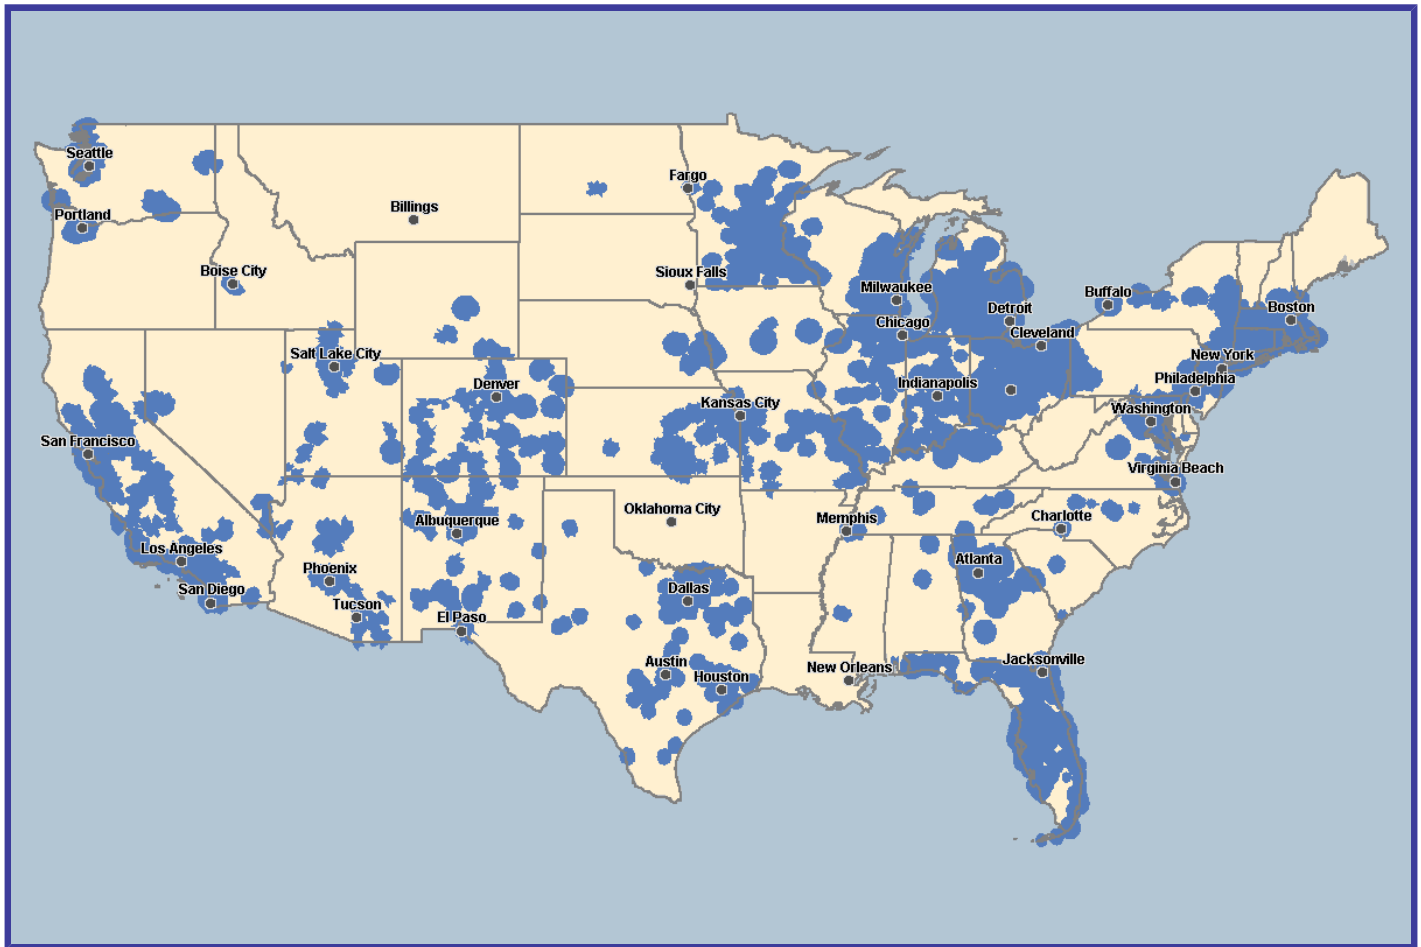 Seattle
Fargo
Billings
Portland
Boise City
Sioux Falls
Milwaukee
Buffalo
Detroit
Boston
Chicago
Cleveland
Salt Lake City
New York
Denver
Indianapolis
Philadelphia
Kansas City
Washington
San Francisco
Virginia Beach
Oklahoma City
Albuquerque
Memphis
Charlotte
Los Angeles
Atlanta
Phoenix
San Diego
Dallas
Tucson
El Paso
Austin
New Orleans
Jacksonville
Houston